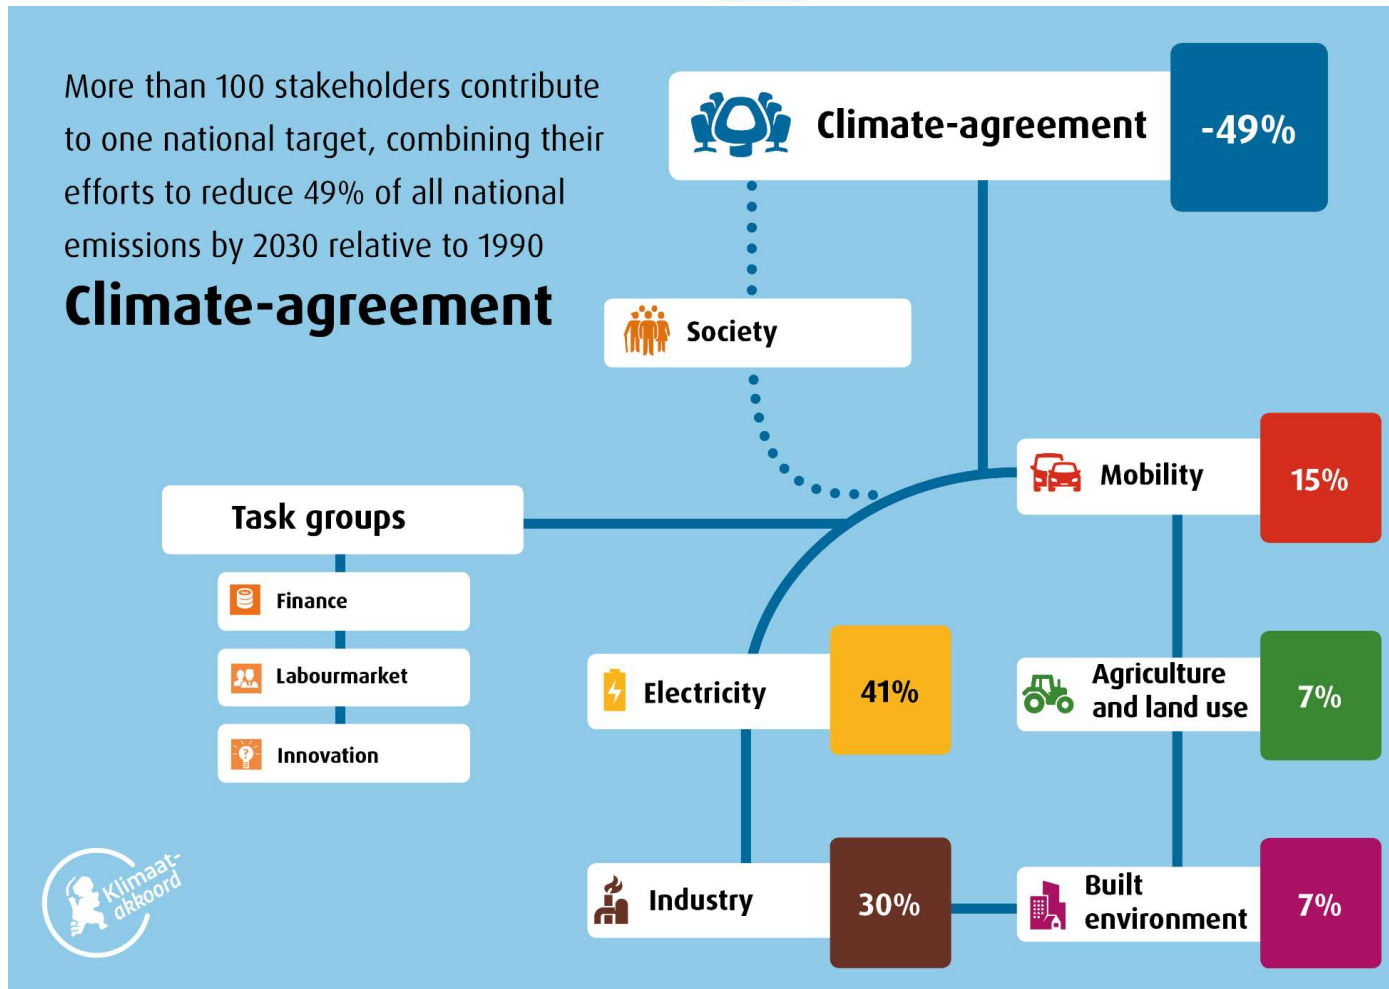 More than 100 stakeholders contribute
to one national target, combining their
efforts to reduce 49% of all national
emissions by 2030 relative to 1990
Climate-agreement
Climate-agreement
-49%
Society
Mobility
15%
Task groups
Finance
Labourmarket
Innovation
Electricity
41%
Agriculture
and land use
7%
Industry
30%
Built
environment
7%
Klimaat-
akkoord